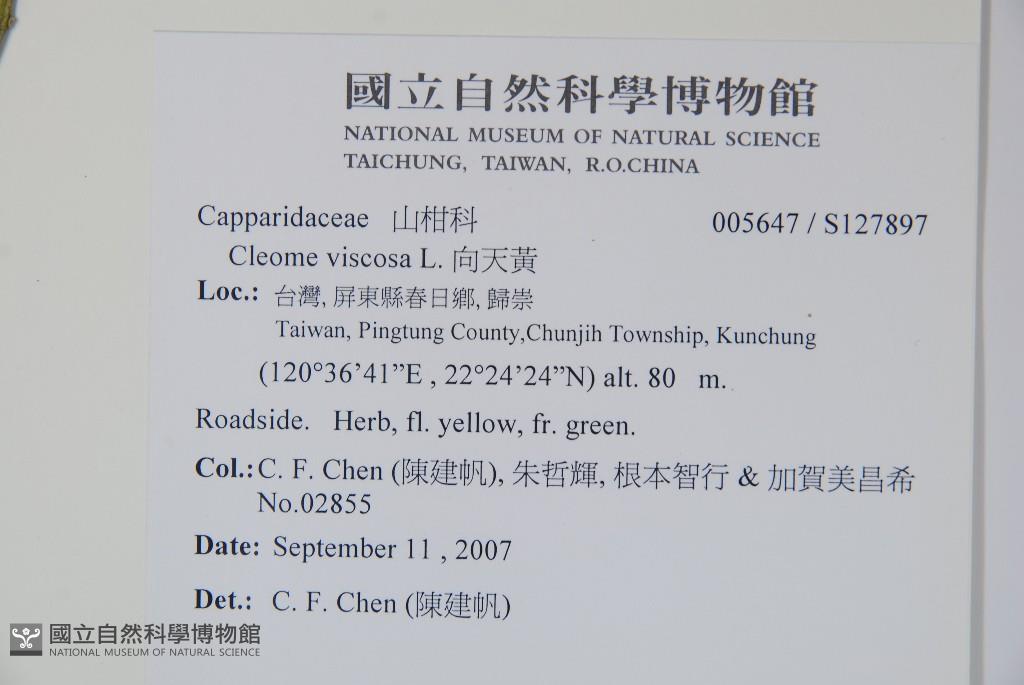 國立自然科學博物館
NATIONAL MUSEUM OF NATURAL SCIENCE
TAICHUNG, TAIWAN, R.O.CHINA
Capparidaceae 山柑科 005647 / S127897
Cleome viscosa L. 向天黃
Loc.: 台灣, 屏東縣春日鄉, 歸崇
Taiwan, Pingtung County,Chunjih Township, Kunchung
(120°36’41”E , 22°24’24”N) alt. 80 m.
Roadside. Herb, fl. yellow, fr. green.
Col.: C. F. Chen (陳建帆), 朱哲輝, 根本智行 & 加賀美昌希
No.02855
Date: September 11 , 2007
Det.: C. F. Chen (陳建帆)
國立自然科學博物館
NATIONAL MUSEUM OF NATURAL SCIENCE